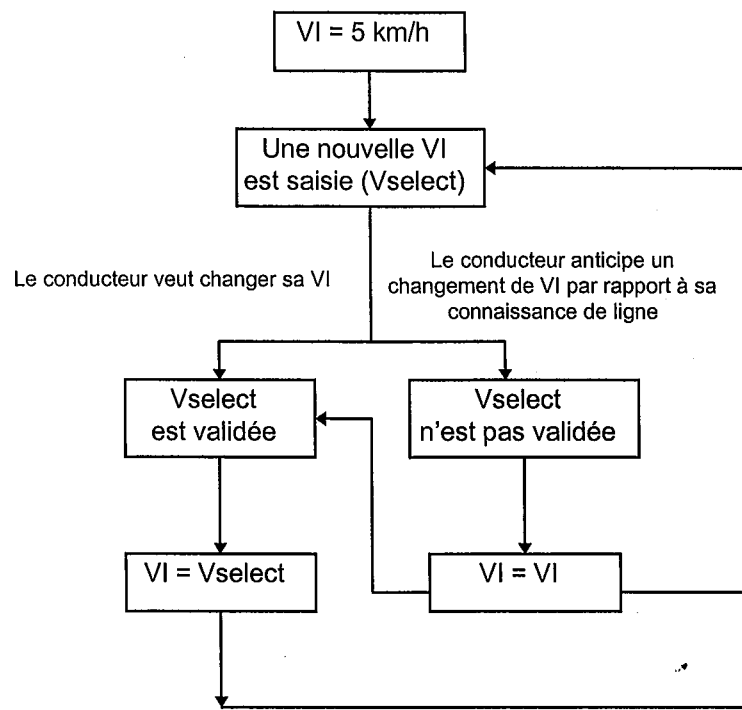 VI = 5 km/h
Une nouvelle VI
est saisie (Vselect)
Le conducteur veut changer sa VI
Le conducteur anticipe un
changement de VI par rapport à sa
connaissance de ligne
Vselect
est validée
Vselect
n'est pas validée
VI = Vselect
VI = VI